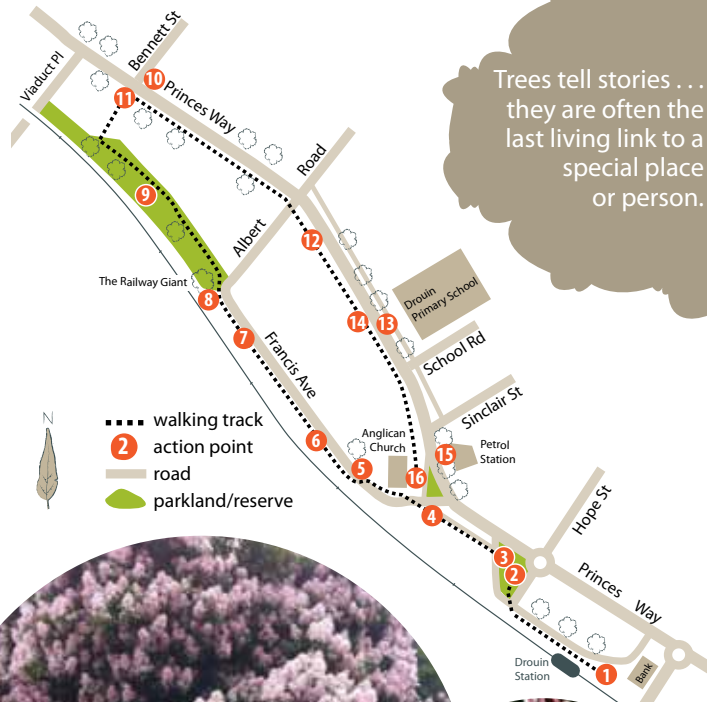 Trees tell stories . . .
they are often the
last living link to a
special place
or person.
Viaduct Pl
Bennett St
10
11
Princes Way
Road
9
12
Albert
The Railway Giant
8
14
13
Drouin
Primary School
7
School Rd
Francis Ave
Sinclair St
N
walking track
2
action point
road
parkland/reserve
6
Anglican
Church
15
Petrol
Station
5
16
4
Hope St
3
2
Princes Way
Drouin
Station
1
Bank